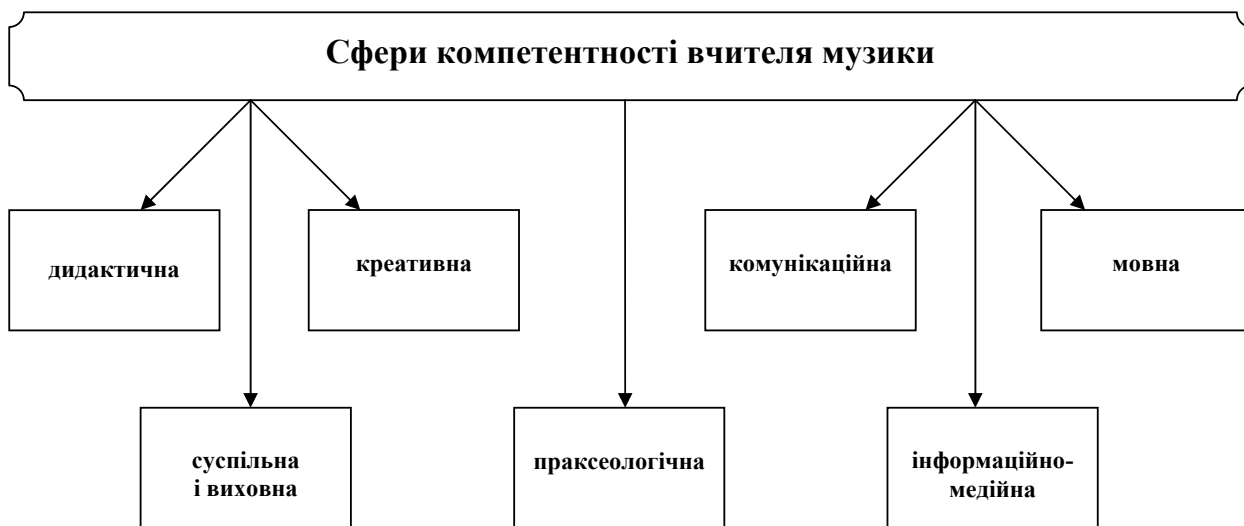 Сфери компетентності вчителя музики
дидактична
креативна
комунікаційна
мовна
суспільна
і виховна
праксеологічна
інформаційно-
медійна